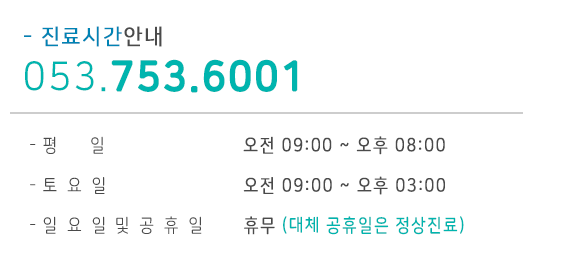 - 진료시간안내
053.753.6001
- 평 일 오전 09:00 ~ 오후 08:00
- 토 요 일 오전 09:00 ~ 오후 03:00
- 일 요 일 및 공 휴 일 휴무 (대체 공휴일은 정상진료)